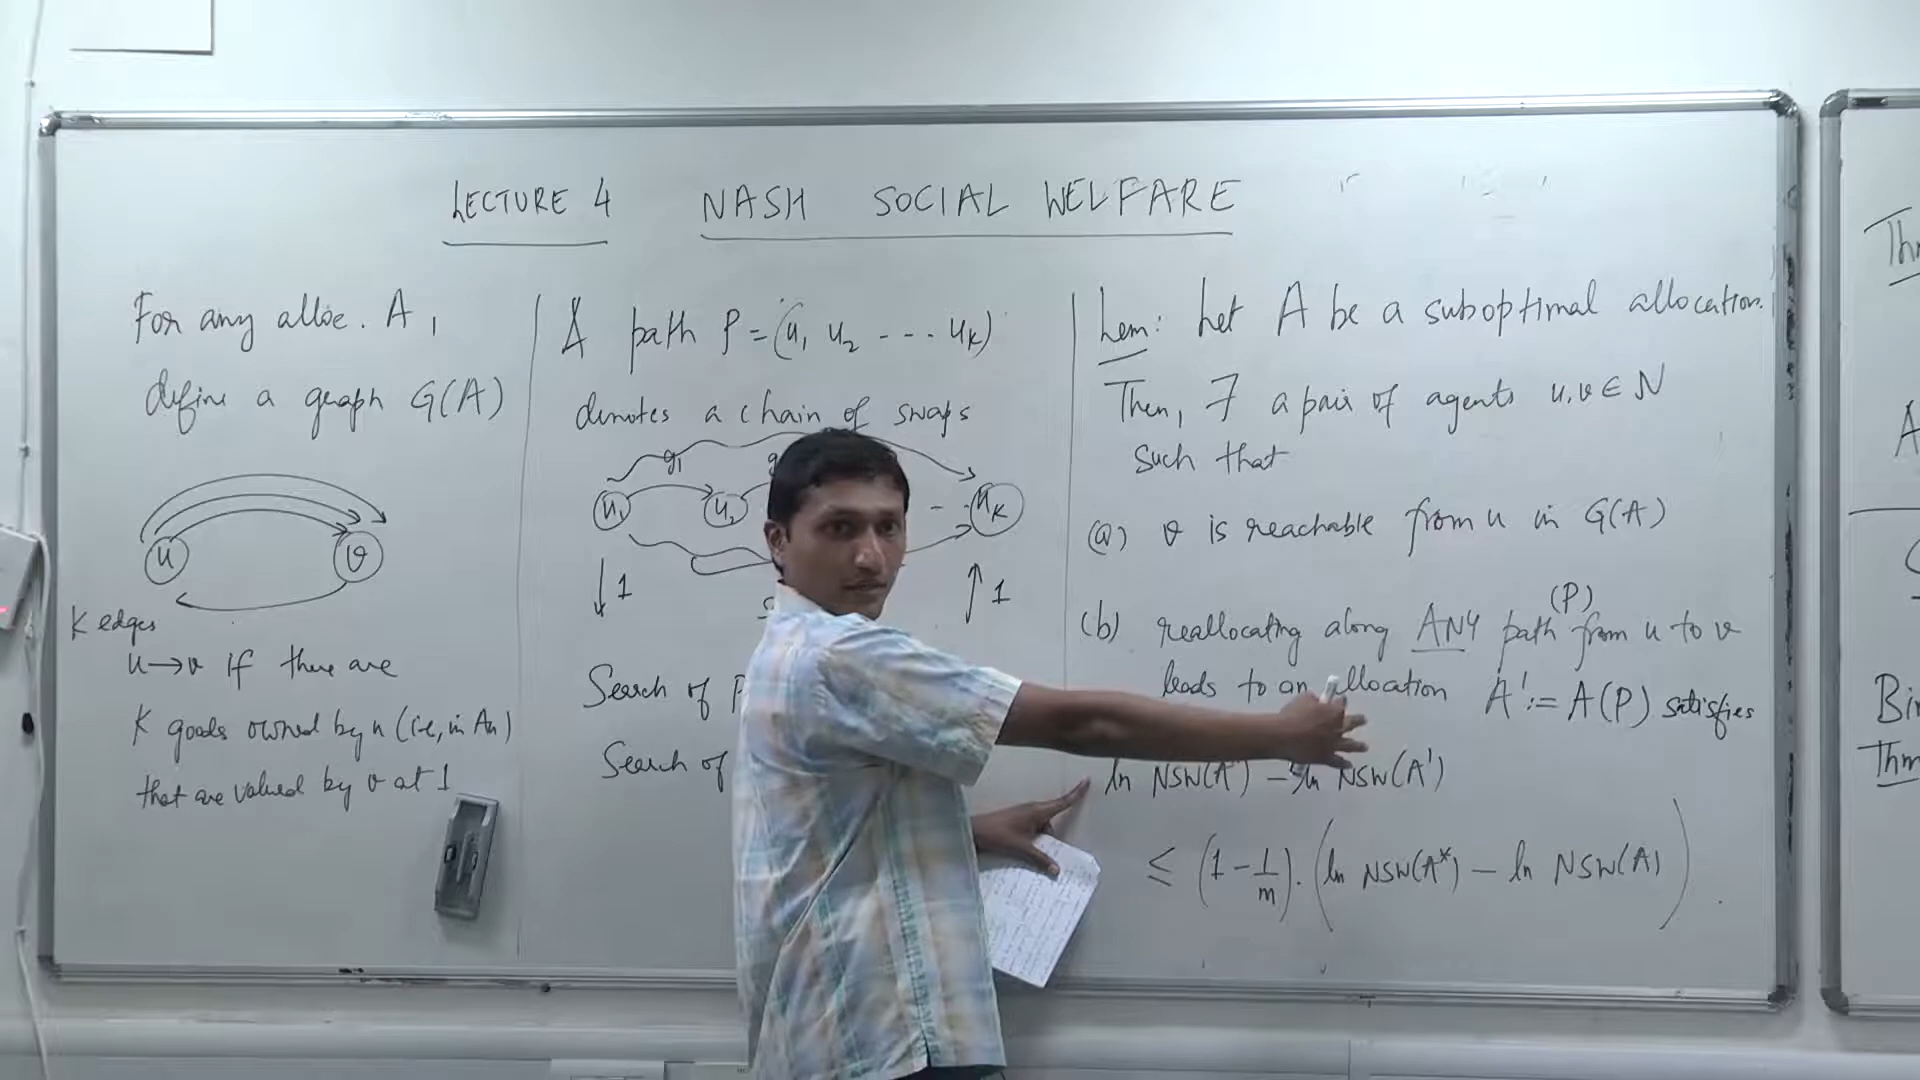 LECTURE 4 NASH SOCIAL WELFARE
For any alloc. A,
define a graph G(A)
u v
K edges
u → v if there are
K goods owned by u (i.e., in Au)
that are valued by v at 1
A path P = (u1 u2 --- uk)
denotes a chain of swaps
g1 g
u1 u2 - - uk
↓ 1 ↑ 1
Search of P
Search of
Lem: Let A be a suboptimal allocation.
Then, ∃ a pair of agents u,v ∈ N
such that
(a) v is reachable from u in G(A)
(b) reallocating along ANY path (P) from u to v
leads to an allocation A' := A(P) satisfies
ln NSW(A*) - ln NSW(A')
≤ (1 - 1/m) · (ln NSW(A*) - ln NSW(A))
A
Bi
Thm